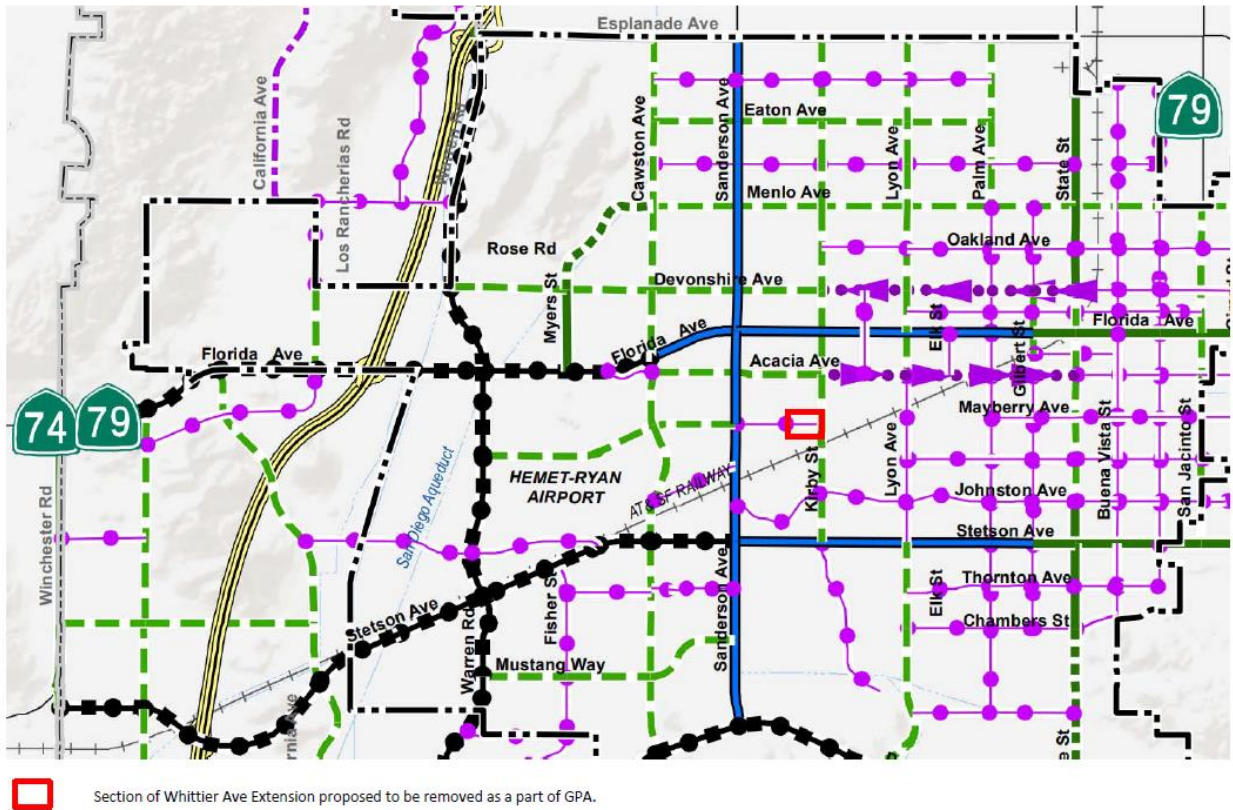 Esplanade Ave
California Ave
Los Rancherias Rd
Warren Rd
Cawston Ave
Sanderson Ave
Eaton Ave
Lyon Ave
Palm Ave
State St
79
Menlo Ave
Rose Rd
Oakland Ave
Myers St
Devonshire Ave
Florida Ave
Florida Ave
Elk St
Gilbert St
Florida Ave
Acacia Ave
74
79
Mayberry Ave
Winchester Rd
San Diego Aqueduct
HEMET-RYAN
AIRPORT
AT& SF RAILWAY
Kirby St
Lyon Ave
Buena Vista St
San Jacinto St
Johnston Ave
Stetson Ave
Stetson Ave
Warren Rd
Fisher St
Sanderson Ave
Elk St
Thornton Ave
Chambers St
Mustang Way
Section of Whittier Ave Extension proposed to be removed as a part of GPA.